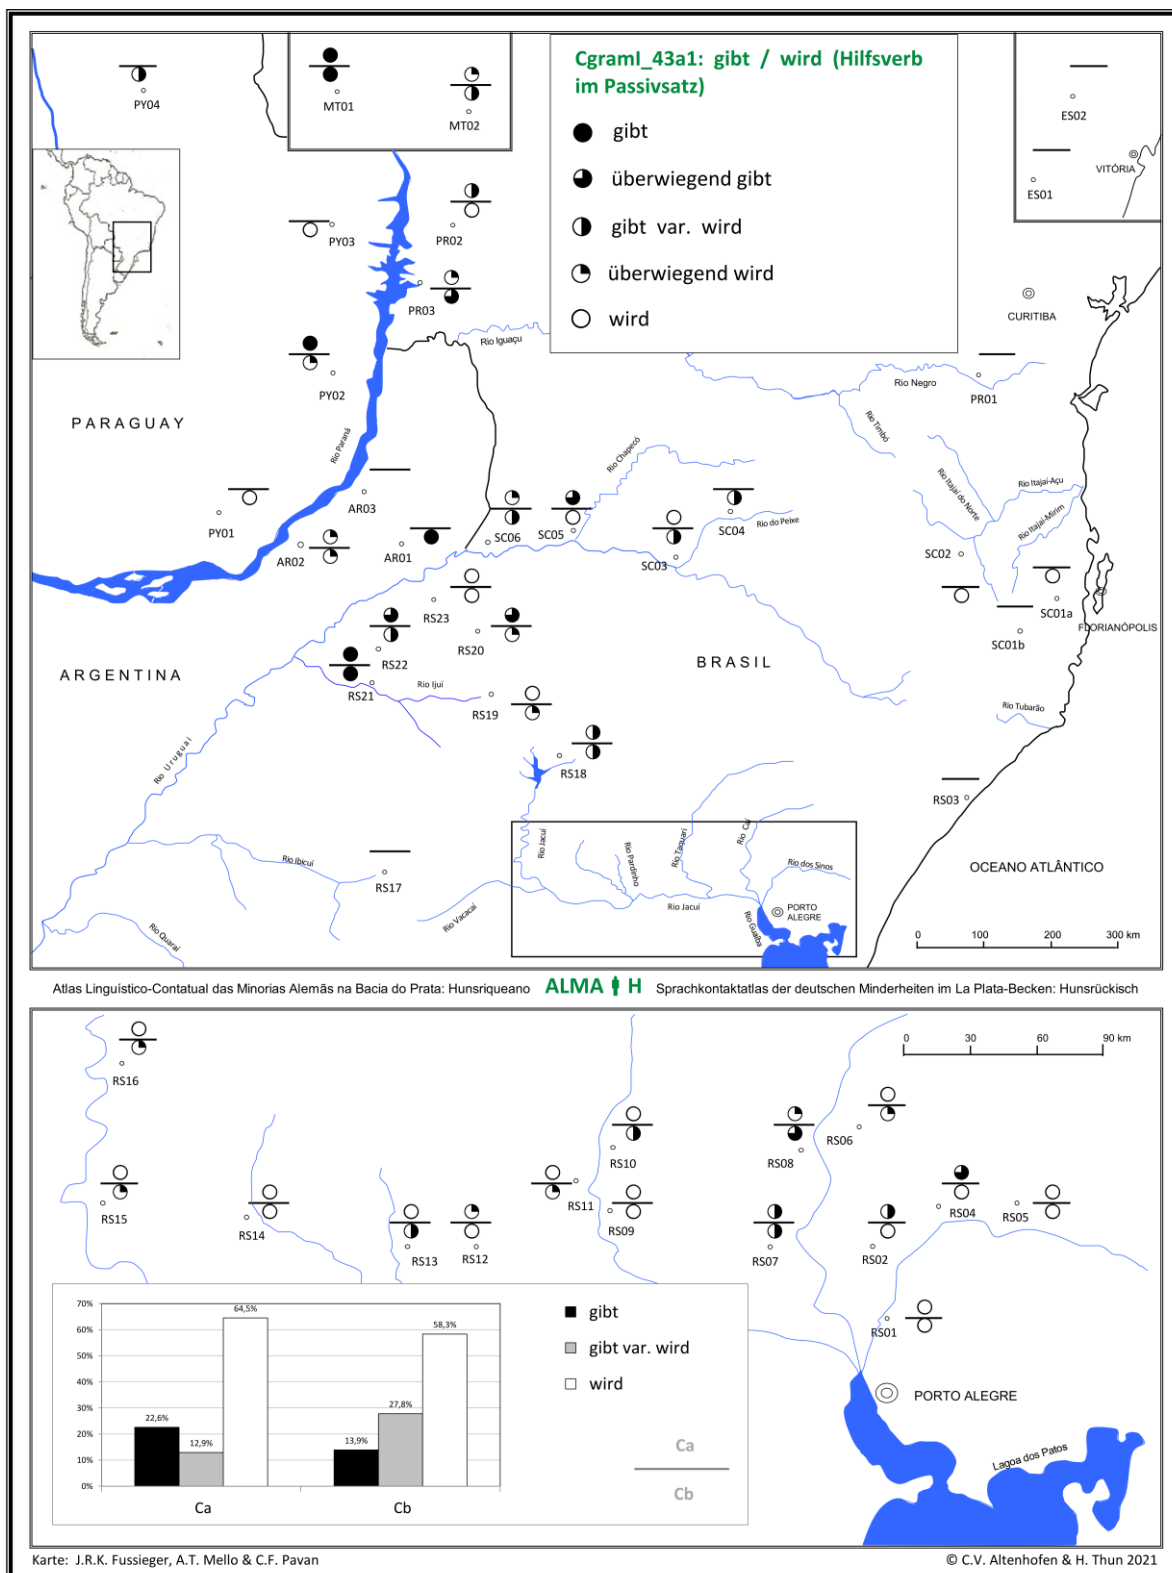 CgramI_43a1: gibt / wird (Hilfsverb
im Passivsatz)
gibt
überwiegend gibt
gibt var. wird
überwiegend wird
wird
PY04
MT01
MT02
ES02
VITÓRIA
ES01
PY03
PR02
PR03
CURITIBA
Rio Iguaçu
PY02
Rio Negro
PR01
PARAGUAY
Rio Paraná
Rio Timbó
Rio Chapecó
AR03
Rio Itajaí do Norte
Rio Itajaí-Açu
Rio Itajaí-Mirim
PY01
SC06
SC05
SC04
Rio do Peixe
AR02
AR01
SC03
SC02
RS23
SC01a
FLORIANÓPOLIS
SC01b
RS22
RS20
BRASIL
ARGENTINA
RS21
Rio Ijuí
RS19
Rio Tubarão
Rio Uruguai
RS18
RS03
Rio Jacuí
Rio Pardinho
Rio Taquari
Rio Caí
Rio dos Sinos
Rio Ibicuí
RS17
OCEANO ATLÂNTICO
Rio Vacacaí
Rio Jacuí
Rio Guaíba
PORTO
ALEGRE
Rio Quaraí
0 100 200 300 km
Atlas Linguístico-Contatual das Minorias Alemãs na Bacia do Prata: Hunsriqueano ALMA H Sprachkontaktatlas der deutschen Minderheiten im La Plata-Becken: Hunsrückisch
0 30 60 90 km
RS16
RS10
RS08
RS06
RS15
RS14
RS11
RS09
RS04
RS05
RS13
RS12
RS07
RS02
RS01
PORTO ALEGRE
Lagoa dos Patos
70%
60%
50%
40%
30%
20%
10%
0%
22,6%
12,9%
64,5%
13,9%
27,8%
58,3%
Ca
Cb
gibt
gibt var. wird
wird
Ca
Cb
Karte: J.R.K. Fussieger, A.T. Mello & C.F. Pavan
© C.V. Altenhofen & H. Thun 2021